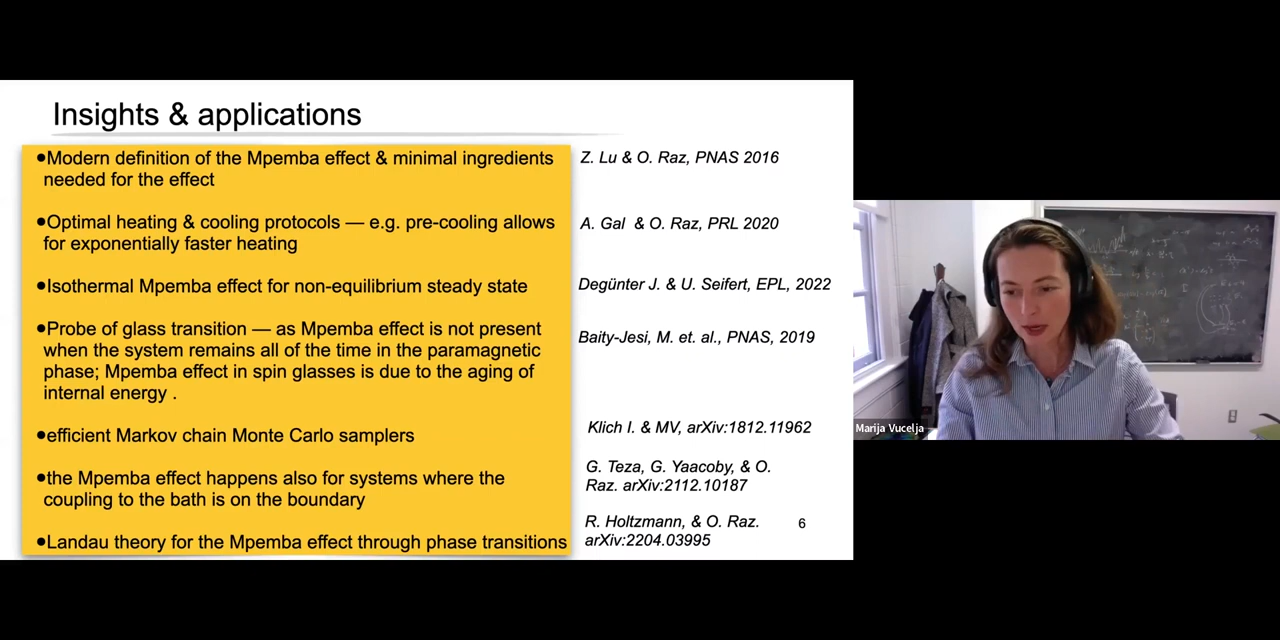 Insights & applications
•Modern definition of the Mpemba effect & minimal ingredients
needed for the effect
Z. Lu & O. Raz, PNAS 2016
•Optimal heating & cooling protocols — e.g. pre-cooling allows
for exponentially faster heating
A. Gal & O. Raz, PRL 2020
•Isothermal Mpemba effect for non-equilibrium steady state
Degünter J. & U. Seifert, EPL, 2022
•Probe of glass transition — as Mpemba effect is not present
when the system remains all of the time in the paramagnetic
phase; Mpemba effect in spin glasses is due to the aging of
internal energy .
Baity-Jesi, M. et. al., PNAS, 2019
•efficient Markov chain Monte Carlo samplers
Klich I. & MV, arXiv:1812.11962
•the Mpemba effect happens also for systems where the
coupling to the bath is on the boundary
G. Teza, G. Yaacoby, & O.
Raz. arXiv:2112.10187
•Landau theory for the Mpemba effect through phase transitions
R. Holtzmann, & O. Raz.
arXiv:2204.03995
6
Marija Vucelja